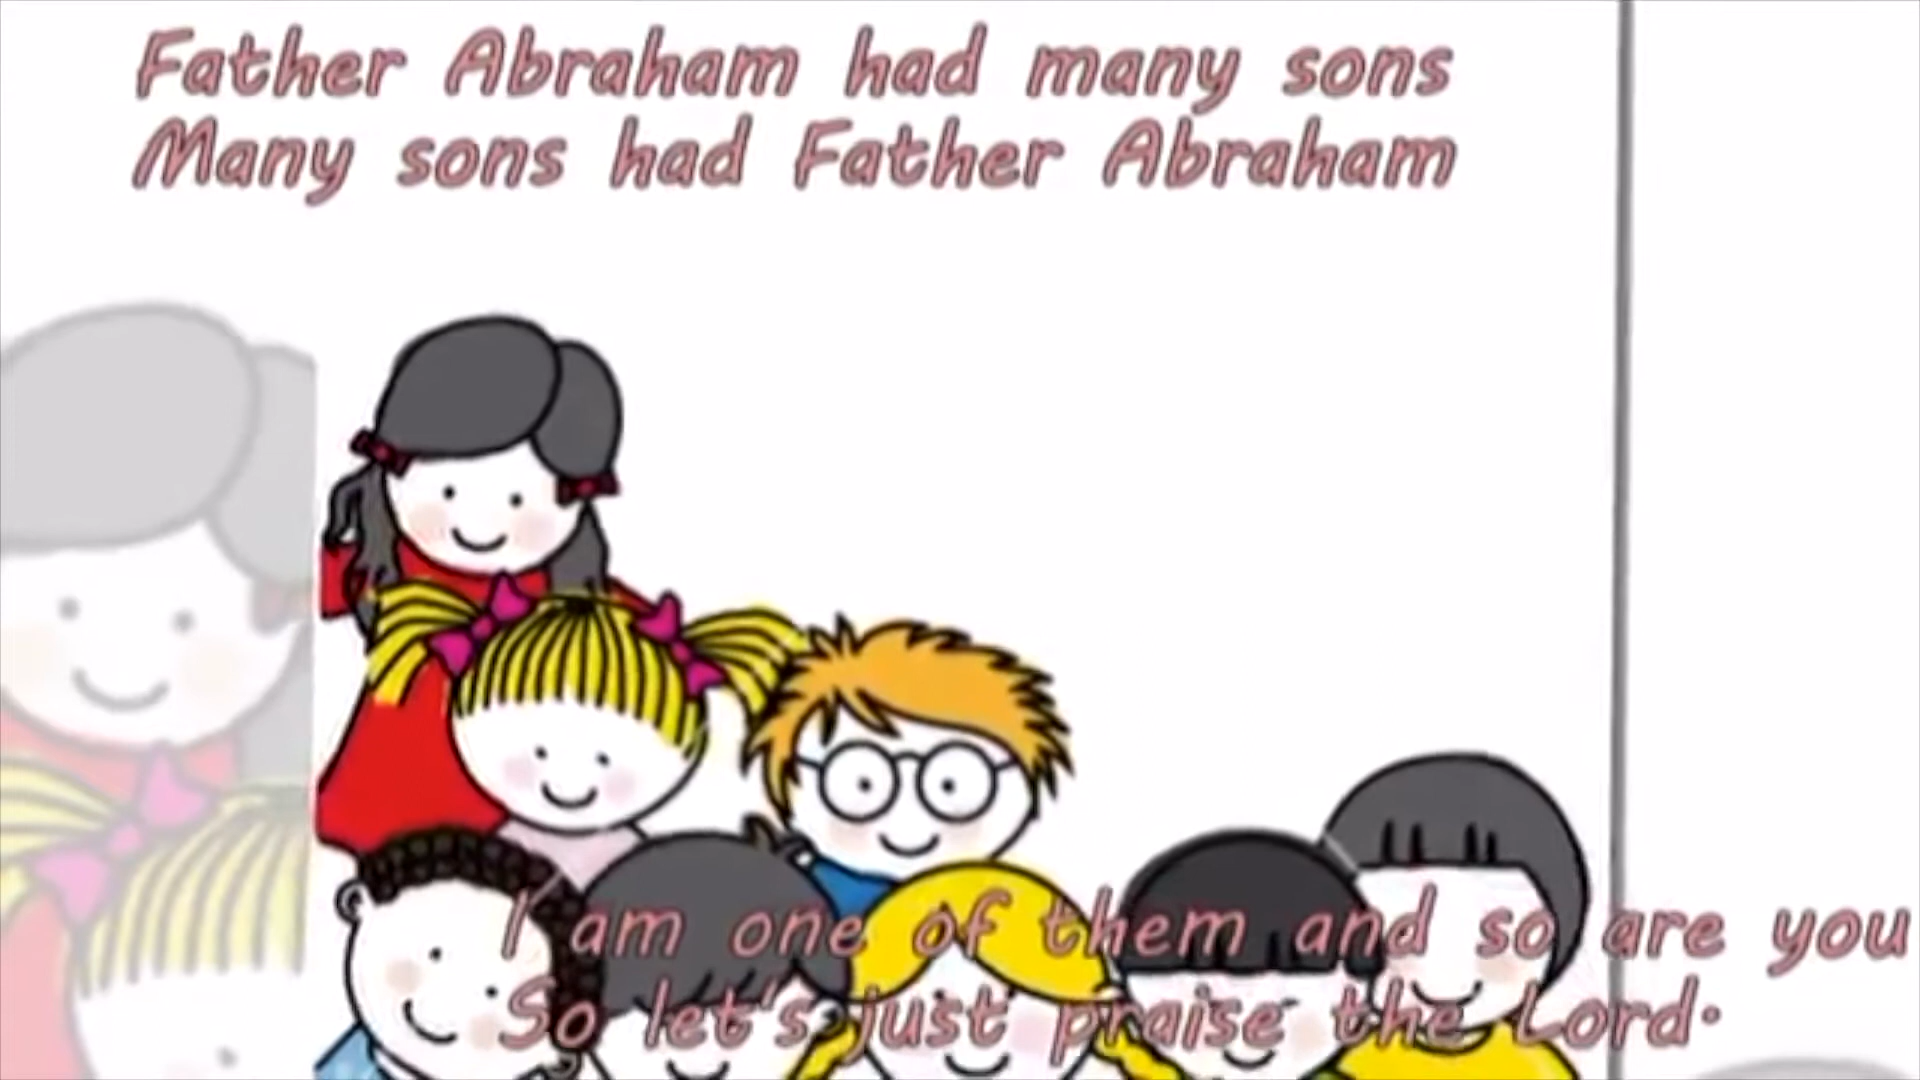 Father Abraham had many sons
Many sons had Father Abraham
I am one of them and so are you
So let's just praise the Lord.